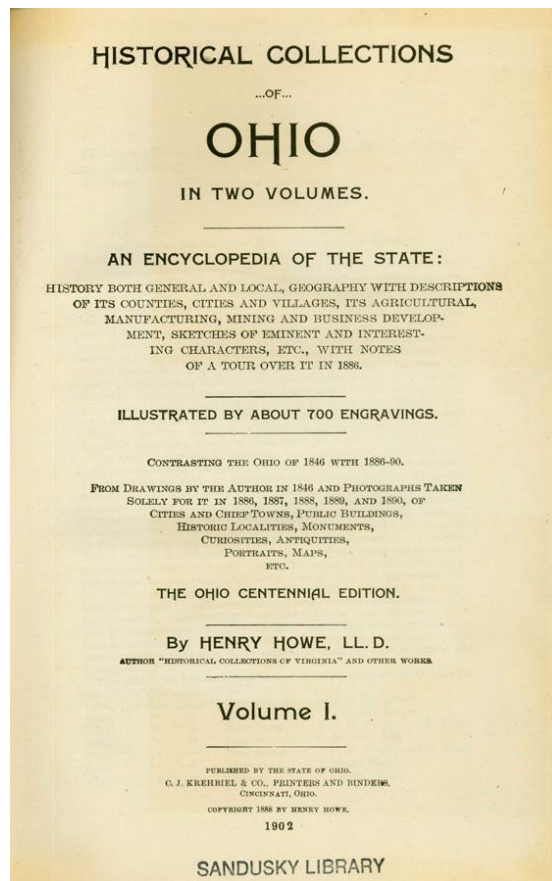 HISTORICAL COLLECTIONS
...OF...
OHIO
IN TWO VOLUMES.
AN ENCYCLOPEDIA OF THE STATE:
HISTORY BOTH GENERAL AND LOCAL, GEOGRAPHY WITH DESCRIPTIONS
OF ITS COUNTIES, CITIES AND VILLAGES, ITS AGRICULTURAL,
MANUFACTURING, MINING AND BUSINESS DEVELOP-
MENT, SKETCHES OF EMINENT AND INTEREST-
ING CHARACTERS, ETC., WITH NOTES
OF A TOUR OVER IT IN 1886.
ILLUSTRATED BY ABOUT 700 ENGRAVINGS.
CONTRASTING THE OHIO OF 1846 WITH 1886-90.
FROM DRAWINGS BY THE AUTHOR IN 1846 AND PHOTOGRAPHS TAKEN
SOLELY FOR IT IN 1886, 1887, 1888, 1889, AND 1890, OF
CITIES AND CHIEF TOWNS, PUBLIC BUILDINGS,
HISTORIC LOCALITIES, MONUMENTS,
CURIOSITIES, ANTIQUITIES,
PORTRAITS, MAPS,
ETC.
THE OHIO CENTENNIAL EDITION.
By HENRY HOWE, LL. D.
AUTHOR "HISTORICAL COLLECTIONS OF VIRGINIA" AND OTHER WORKS
Volume I.
PUBLISHED BY THE STATE OF OHIO.
C. J. KREHBIEL & CO., PRINTERS AND BINDERS.
CINCINNATI, OHIO.
COPYRIGHT 1888 BY HENRY HOWE.
1902
SANDUSKY LIBRARY